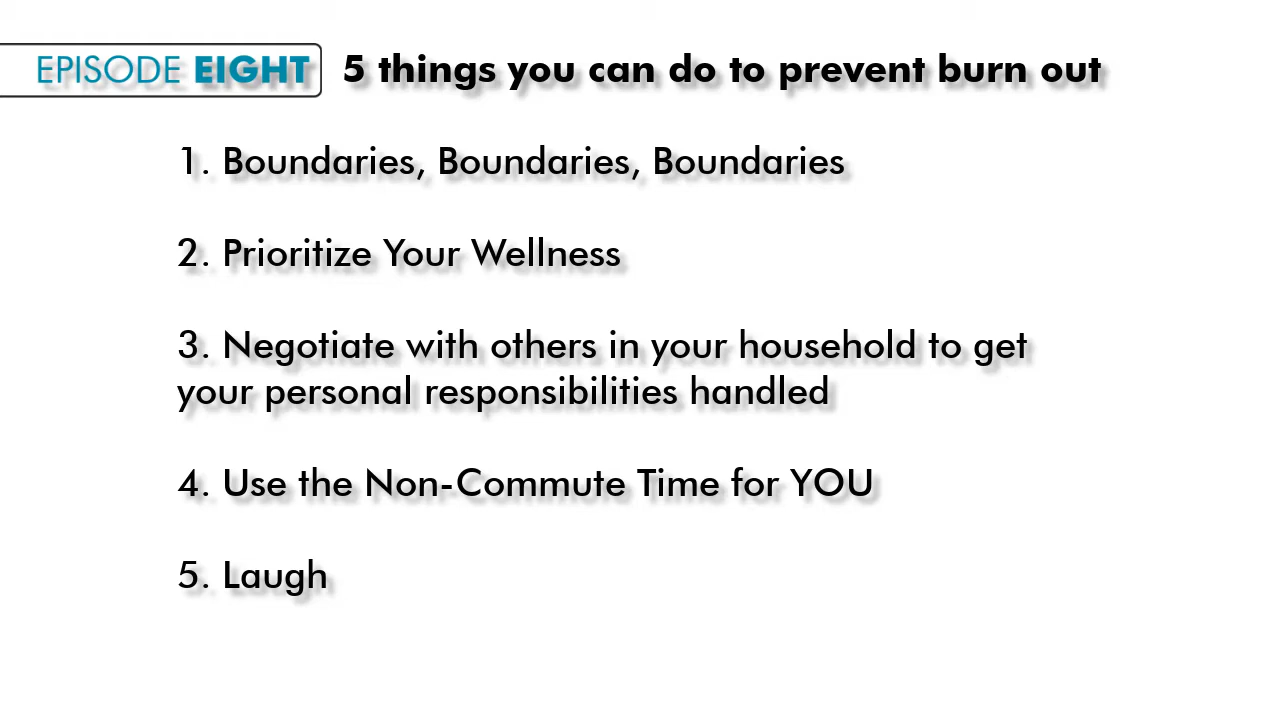 EPISODE EIGHT 5 things you can do to prevent burn out
1. Boundaries, Boundaries, Boundaries
2. Prioritize Your Wellness
3. Negotiate with others in your household to get
your personal responsibilities handled
4. Use the Non-Commute Time for YOU
5. Laugh